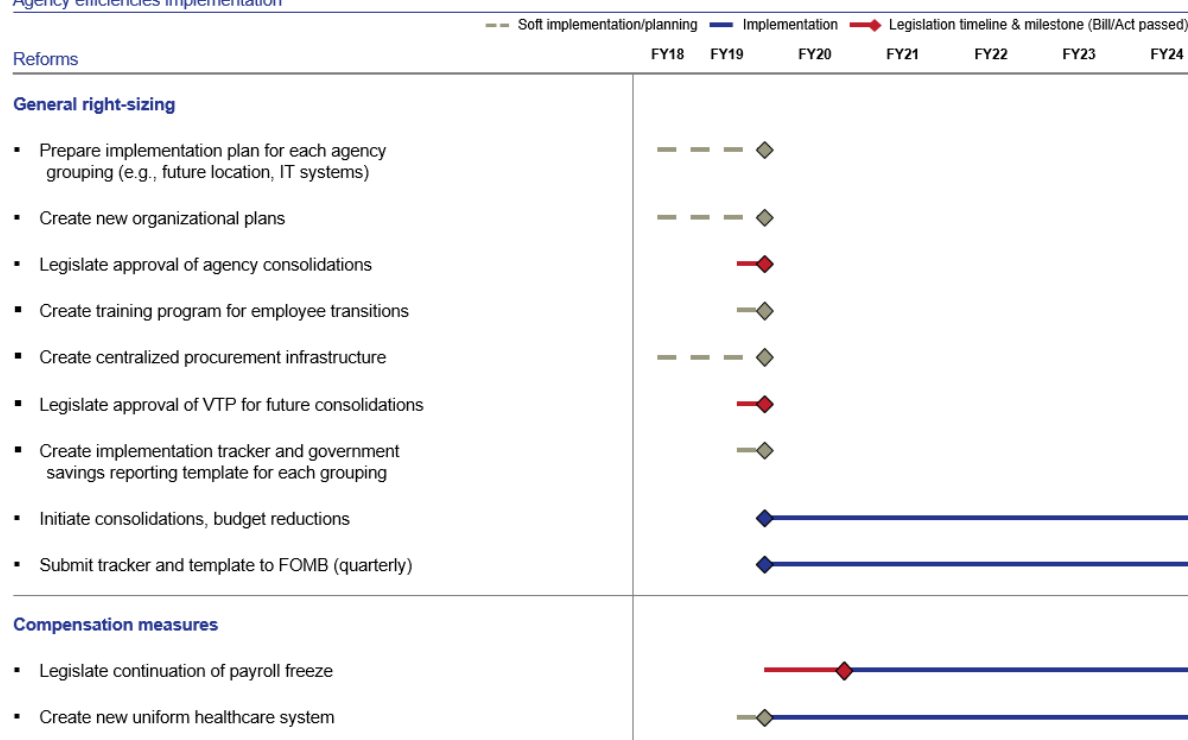 Agency efficiencies implementation
Soft implementation/planning Implementation Legislation timeline & milestone (Bill/Act passed)
Reforms FY18 FY19 FY20 FY21 FY22 FY23 FY24
General right-sizing
▪ Prepare implementation plan for each agency
grouping (e.g., future location, IT systems)
▪ Create new organizational plans
▪ Legislate approval of agency consolidations
▪ Create training program for employee transitions
▪ Create centralized procurement infrastructure
▪ Legislate approval of VTP for future consolidations
▪ Create implementation tracker and government
savings reporting template for each grouping
▪ Initiate consolidations, budget reductions
▪ Submit tracker and template to FOMB (quarterly)
Compensation measures
▪ Legislate continuation of payroll freeze
▪ Create new uniform healthcare system